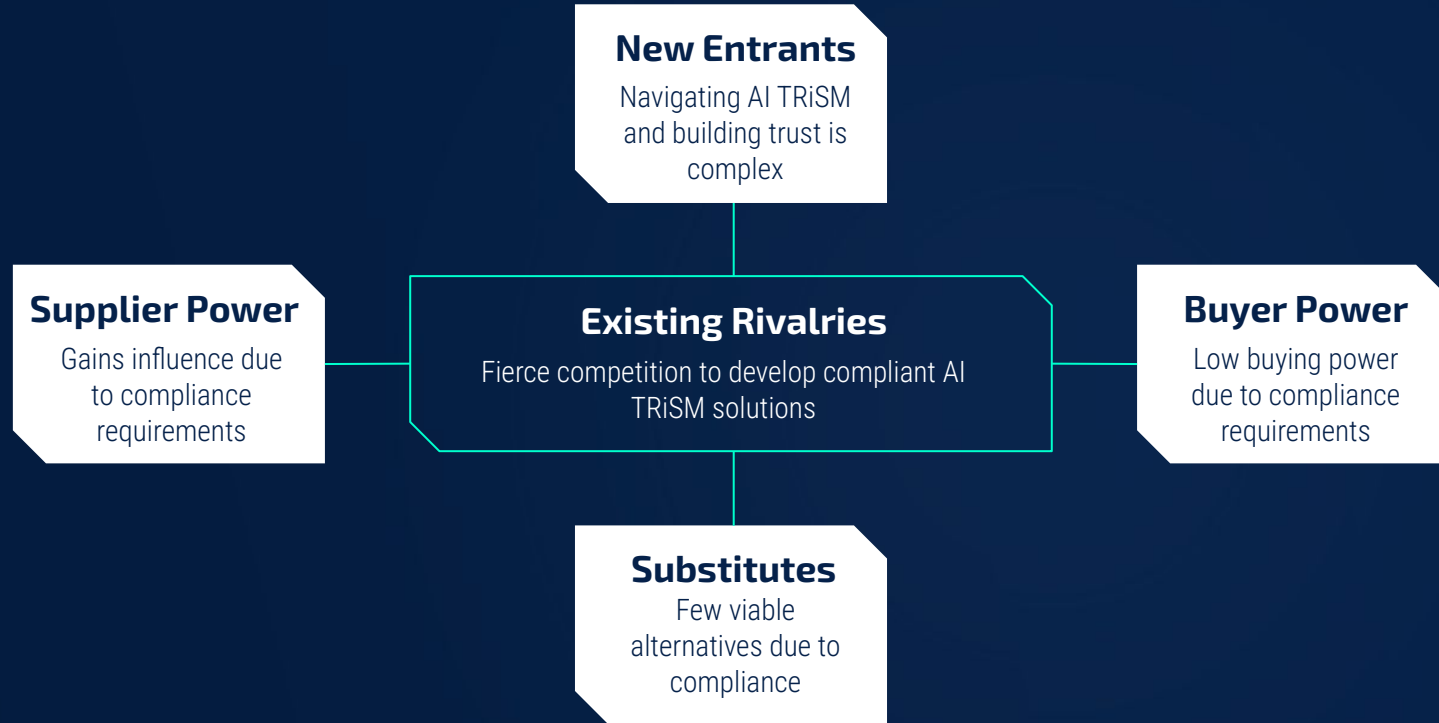 New Entrants
Navigating AI TRiSM
and building trust is
complex
Supplier Power
Gains influence due
to compliance
requirements
Existing Rivalries
Fierce competition to develop compliant AI
TRiSM solutions
Buyer Power
Low buying power
due to compliance
requirements
Substitutes
Few viable
alternatives due to
compliance